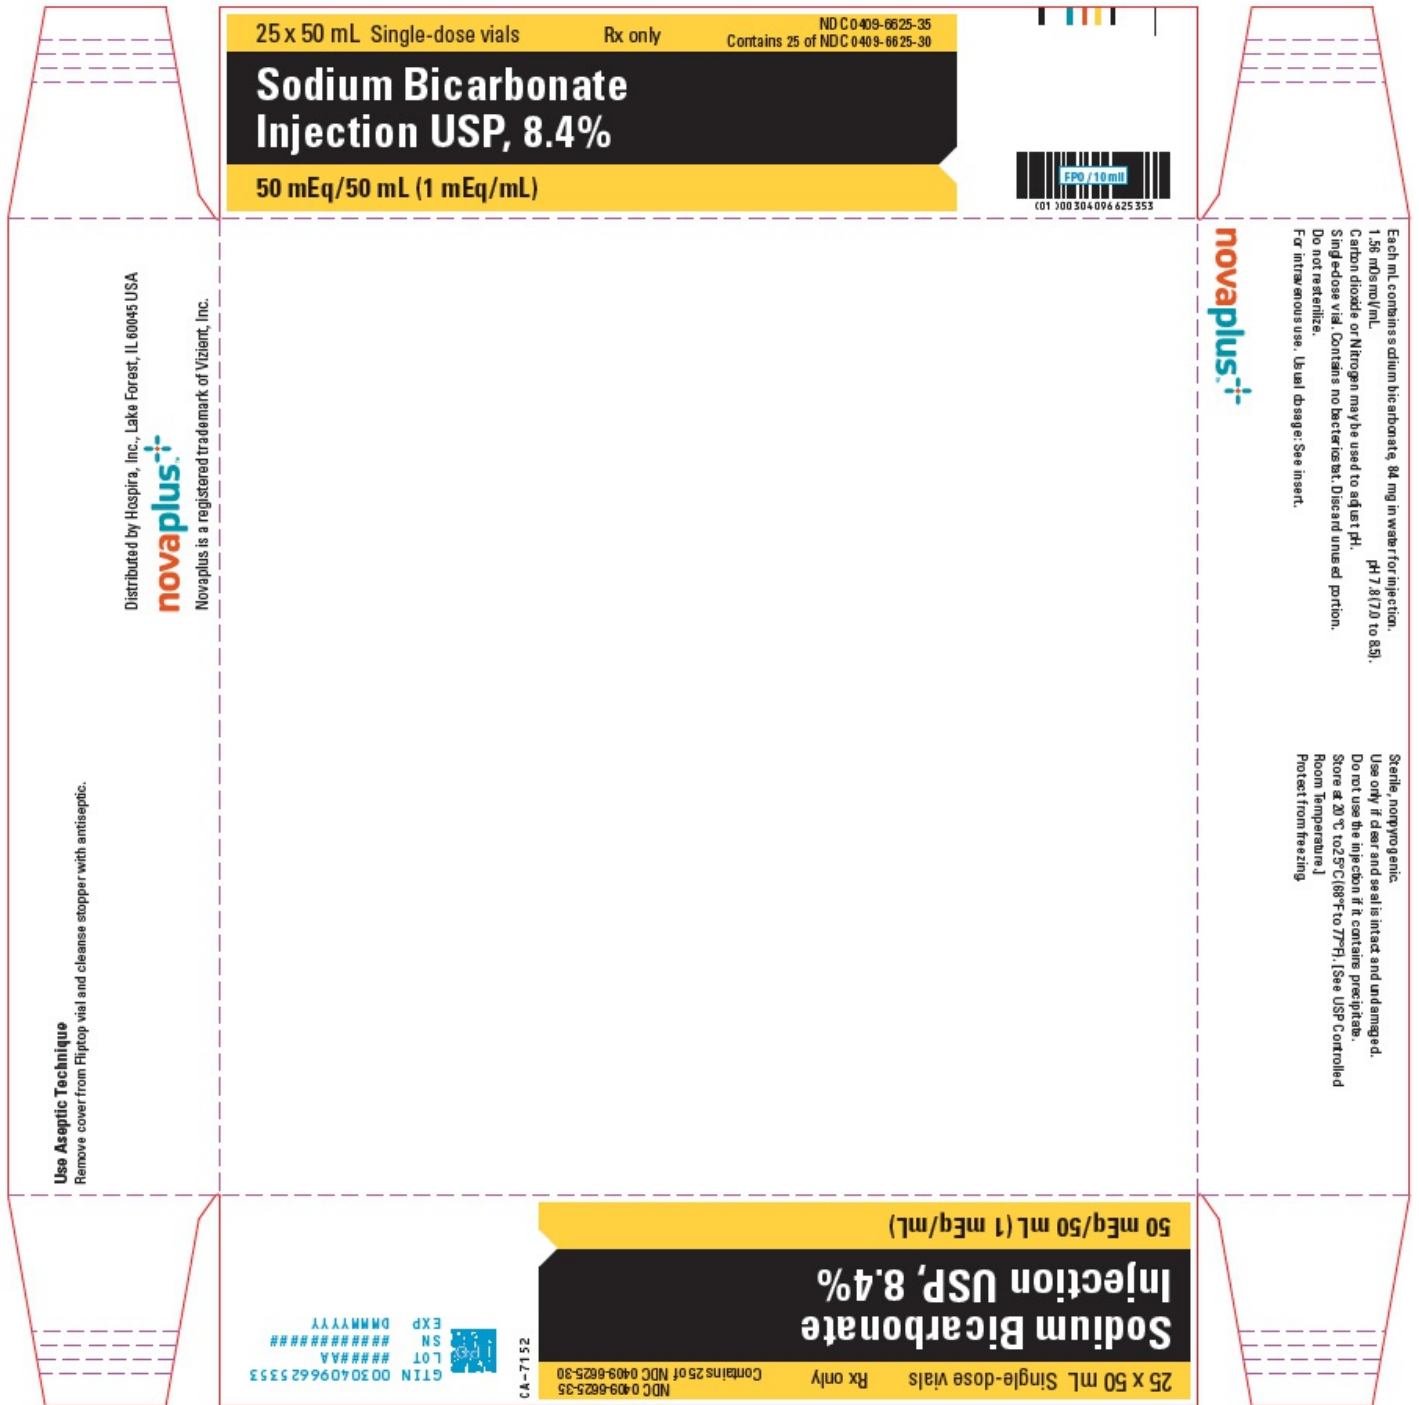 25 x 50 mL Single-dose vials
Rx only
NDC 0409-6625-35
Contains 25 of NDC 0409-6625-30
Sodium Bicarbonate
Injection USP, 8.4%
50 mEq/50 mL (1 mEq/mL)
FPO / 10 mil
(01)00304096625353
Distributed by Hospira, Inc., Lake Forest, IL 60045 USA
novaplus™
Novaplus is a registered trademark of Vizient, Inc.
Use Aseptic Technique
Remove cover from Fliptop vial and cleanse stopper with antiseptic.
Each mL contains sodium bicarbonate, 84 mg in water for injection.
1.56 mOsmol/mL. pH 7.8 (7.0 to 8.5).
Carbon dioxide or Nitrogen may be used to adjust pH.
Single-dose vial. Contains no bacteriostat. Discard unused portion.
Do not resterilize.
For intravenous use. Usual dosage: See insert.
novaplus™
Sterile, nonpyrogenic.
Use only if clear and seal is intact and undamaged.
Do not use the injection if it contains precipitate.
Store at 20°C to 25°C (68°F to 77°F). [See USP Controlled
Room Temperature.]
Protect from freezing.
25 x 50 mL Single-dose vials
Rx only
NDC 0409-6625-35
Contains 25 of NDC 0409-6625-30
Sodium Bicarbonate
Injection USP, 8.4%
50 mEq/50 mL (1 mEq/mL)
CA-7152
GTIN 00304096625353
LOT ######AA
SN ############
EXP DMMMYYYY